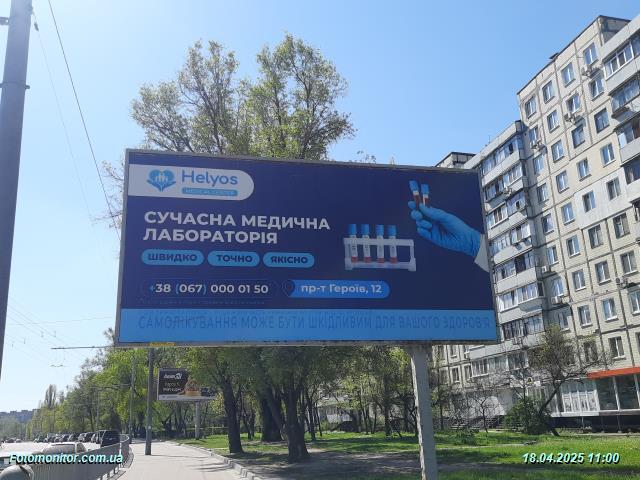 Helyos
MEDICAL CENTER
СУЧАСНА МЕДИЧНА
ЛАБОРАТОРІЯ
ШВИДКО ТОЧНО ЯКІСНО
+38 (067) 000 01 50 пр-т Героїв, 12
САМОЛІКУВАННЯ МОЖЕ БУТИ ШКІДЛИВИМ ДЛЯ ВАШОГО ЗДОРОВ'Я
Fotomonitor.com.ua
18.04.2025 11:00